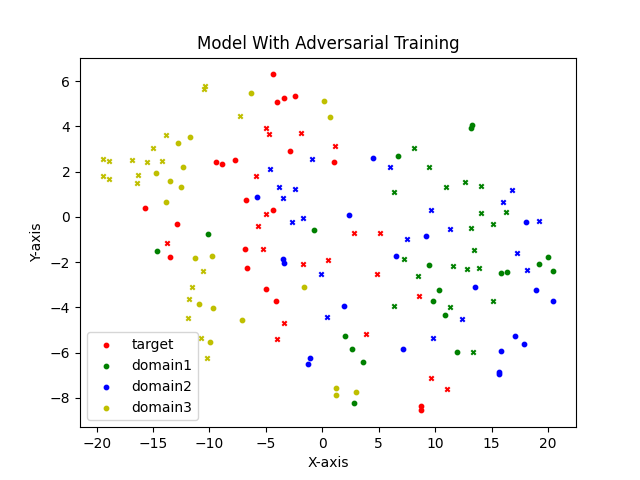 Model With Adversarial Training
6
4
2
0
−2
−4
−6
−8
Y-axis
target
domain1
domain2
domain3
−20 −15 −10 −5 0 5 10 15 20
X-axis